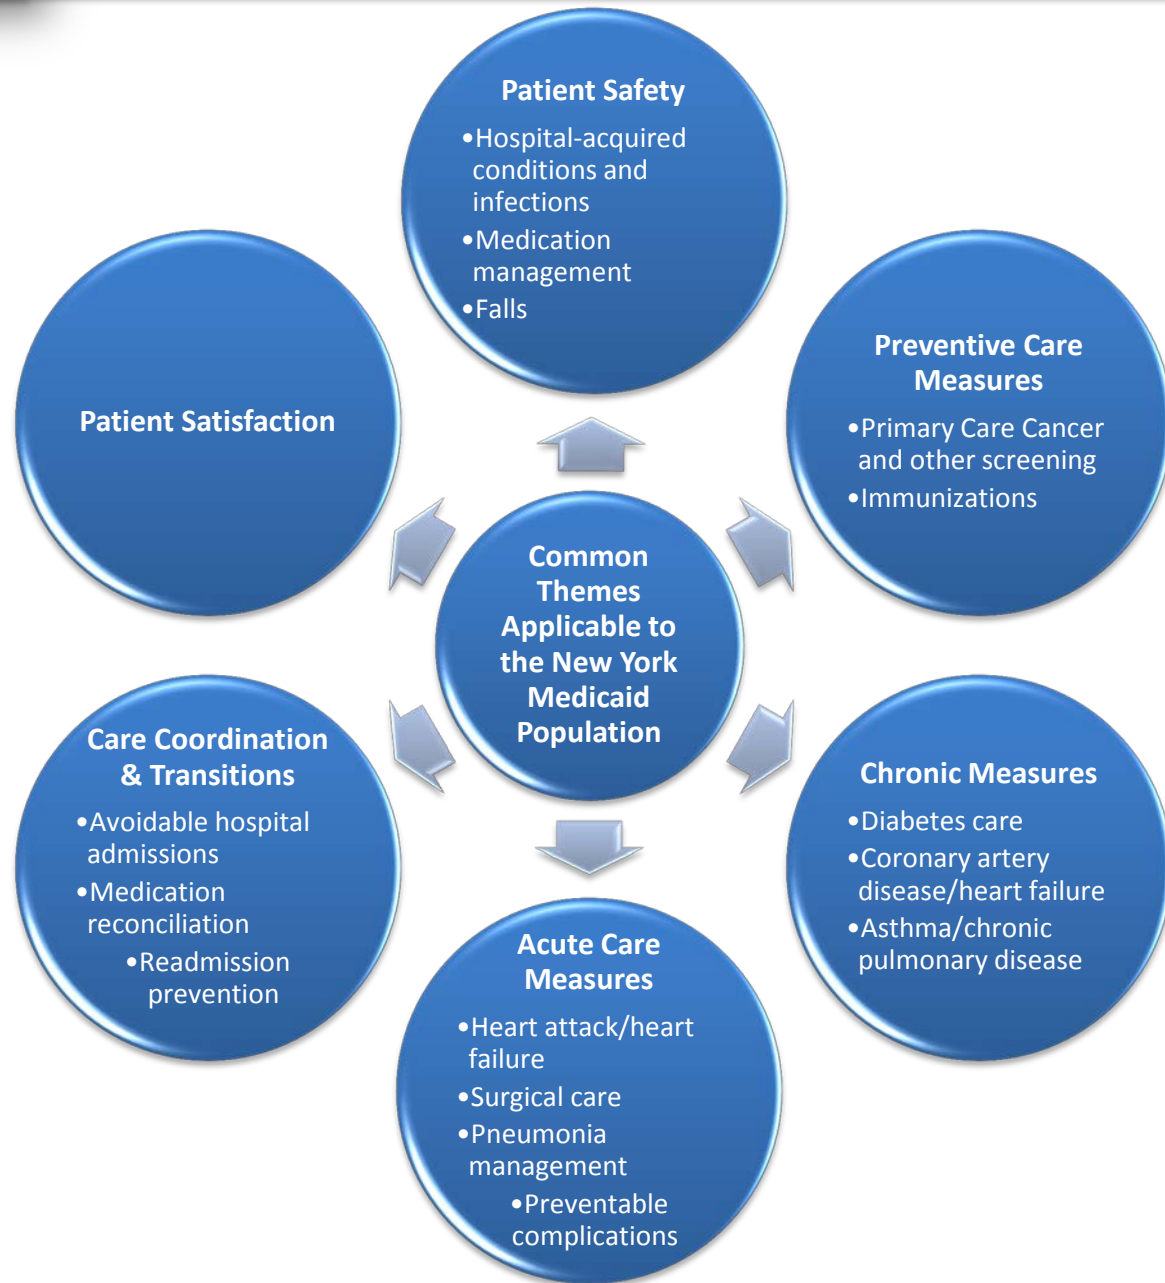 Patient Safety
•Hospital-acquired
conditions and
infections
•Medication
management
•Falls
Preventive Care
Measures
•Primary Care Cancer
and other screening
•Immunizations
Chronic Measures
•Diabetes care
•Coronary artery
disease/heart failure
•Asthma/chronic
pulmonary disease
Acute Care
Measures
•Heart attack/heart
failure
•Surgical care
•Pneumonia
management
•Preventable
complications
Care Coordination
& Transitions
•Avoidable hospital
admissions
•Medication
reconciliation
•Readmission
prevention
Patient Satisfaction
Common
Themes
Applicable to
the New York
Medicaid
Population